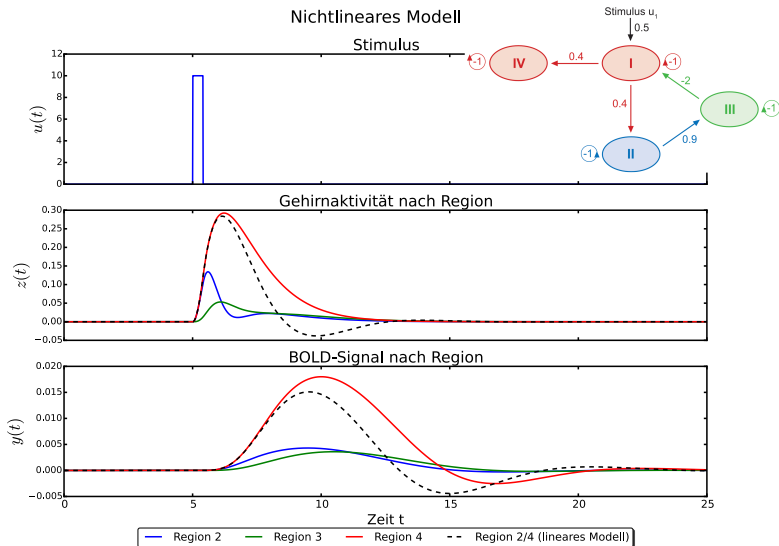 Nichtlineares Modell
Stimulus
Stimulus u₁
0.5
12
10
8
6
4
2
0
u(t)
IV
I
III
II
-1
-1
-1
-1
0.4
0.4
-2
0.9
Gehirnaktivität nach Region
0.30
0.25
0.20
0.15
0.10
0.05
0.00
−0.05
z(t)
BOLD-Signal nach Region
0.020
0.015
0.010
0.005
0.000
−0.005
y(t)
0 5 10 15 20 25
Zeit t
Region 2 Region 3 Region 4 Region 2/4 (lineares Modell)